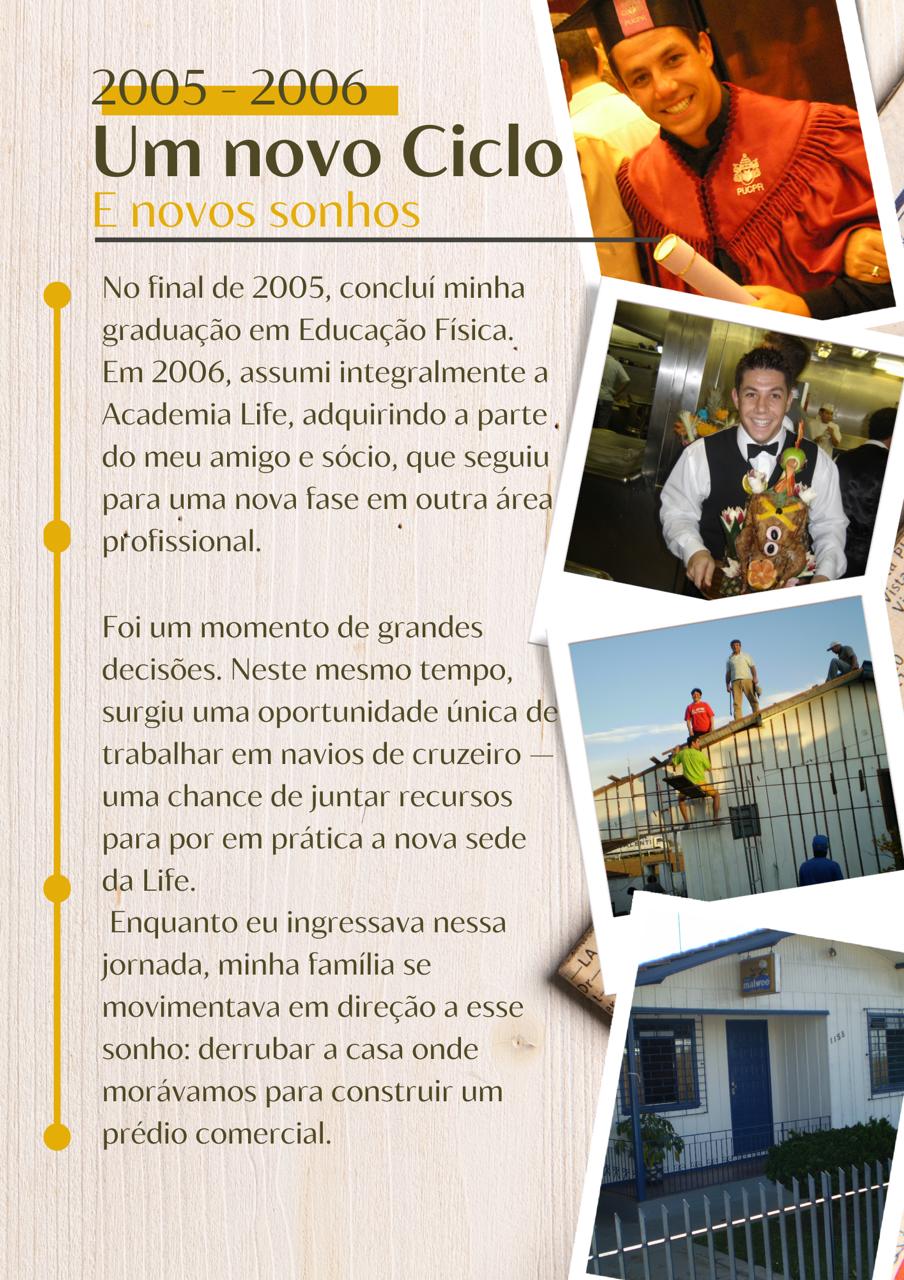 2005 - 2006
Um novo Ciclo
E novos sonhos
No final de 2005, concluí minha
graduação em Educação Física.
Em 2006, assumi integralmente a
Academia Life, adquirindo a parte
do meu amigo e sócio, que seguiu
para uma nova fase em outra área
profissional.
Foi um momento de grandes
decisões. Neste mesmo tempo,
surgiu uma oportunidade única de
trabalhar em navios de cruzeiro —
uma chance de juntar recursos
para por em prática a nova sede
da Life.
Enquanto eu ingressava nessa
jornada, minha família se
movimentava em direção a esse
sonho: derrubar a casa onde
morávamos para construir um
prédio comercial.
PUCPR
PUCPR
malwee
1155